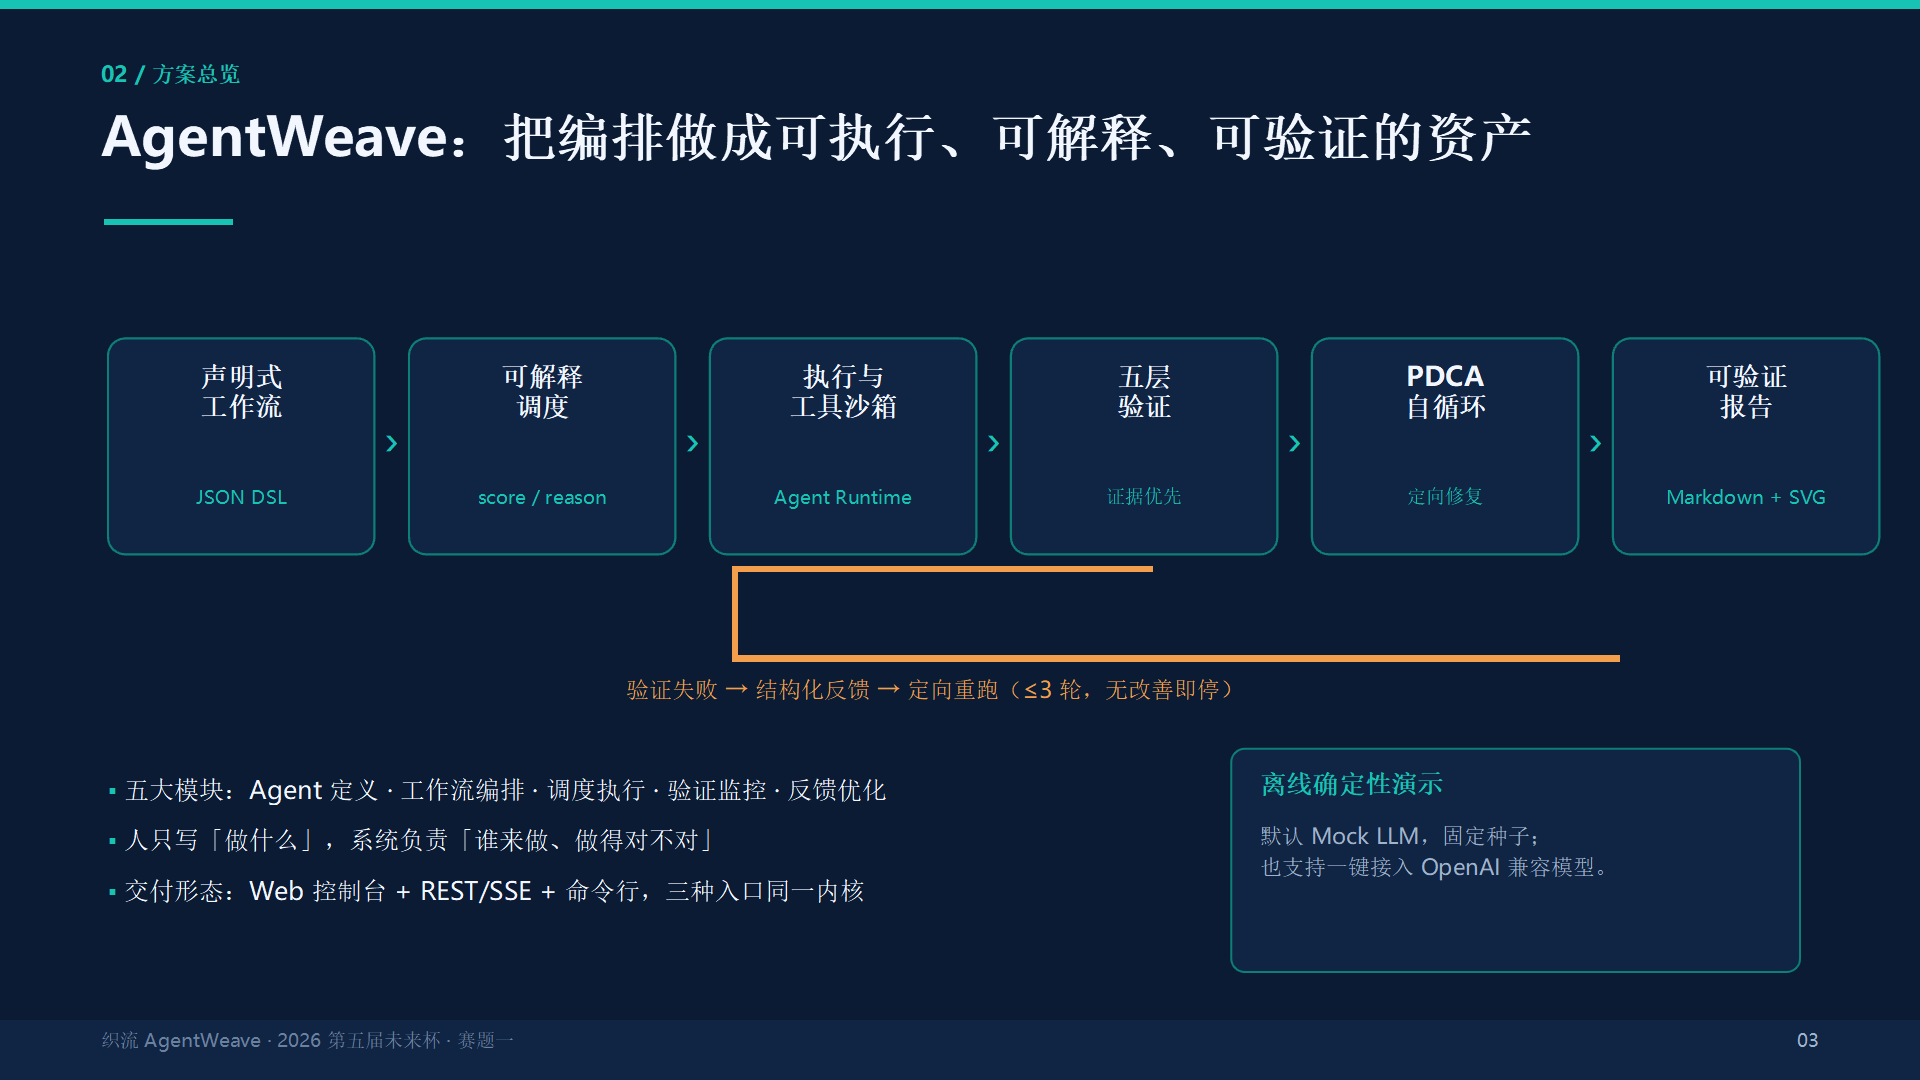 02 / 方案总览
AgentWeave：把编排做成可执行、可解释、可验证的资产
声明式
工作流
JSON DSL
›
可解释
调度
score / reason
›
执行与
工具沙箱
Agent Runtime
›
五层
验证
证据优先
›
PDCA
自循环
定向修复
›
可验证
报告
Markdown + SVG
验证失败 → 结构化反馈 → 定向重跑（≤3 轮，无改善即停）
▪ 五大模块：Agent 定义 · 工作流编排 · 调度执行 · 验证监控 · 反馈优化
▪ 人只写「做什么」，系统负责「谁来做、做得对不对」
▪ 交付形态：Web 控制台 + REST/SSE + 命令行，三种入口同一内核
离线确定性演示
默认 Mock LLM，固定种子；
也支持一键接入 OpenAI 兼容模型。
织流 AgentWeave · 2026 第五届未来杯 · 赛题一
03